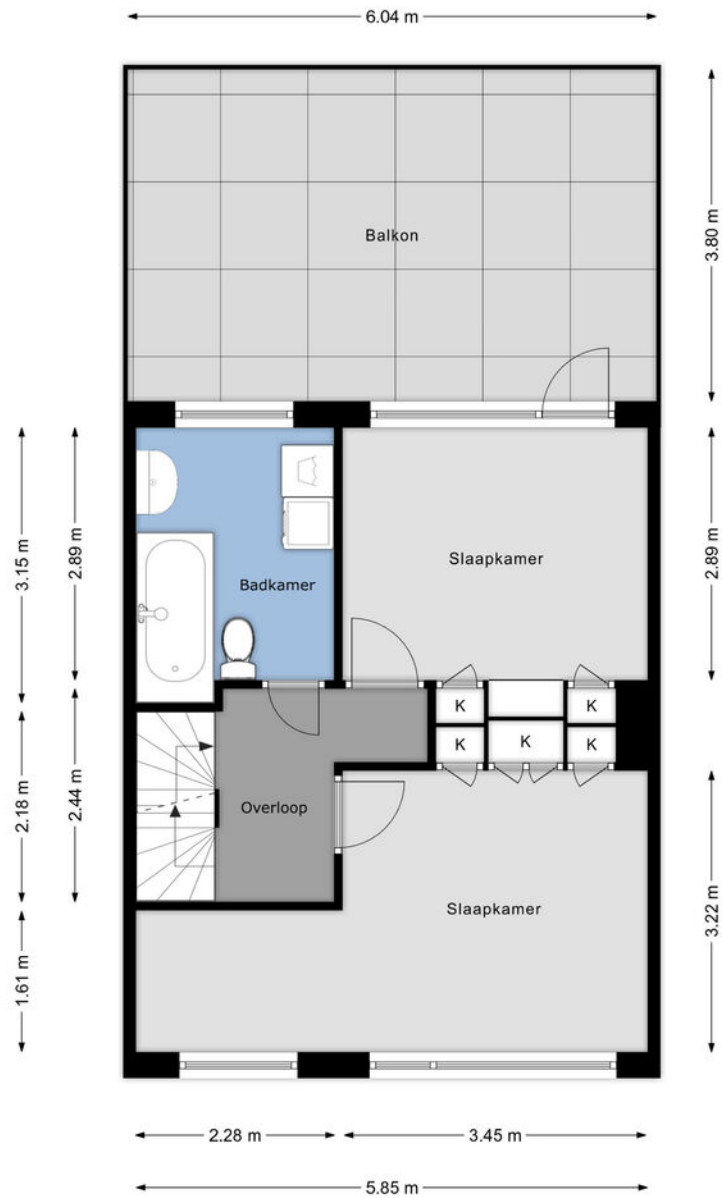 6.04 m
3.80 m
Balkon
3.15 m
2.89 m
Badkamer
Slaapkamer
2.89 m
K
K
K
K
K
2.18 m
2.44 m
Overloop
Slaapkamer
3.22 m
1.61 m
2.28 m
3.45 m
5.85 m